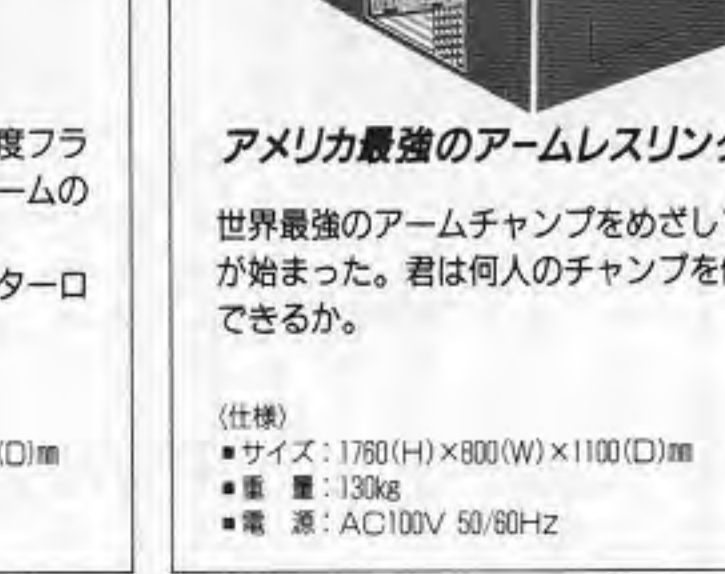 度フラ
ームの
ターロ
(D)mm
アメリカ最強のアームレスリング
世界最強のアームチャンプをめざし
が始まった。君は何人のチャンプを
できるか。
〈仕様〉
■サイズ：1760(H)×800(W)×1100(D)mm
■重　量：130kg
■電　源：AC100V 50/60Hz